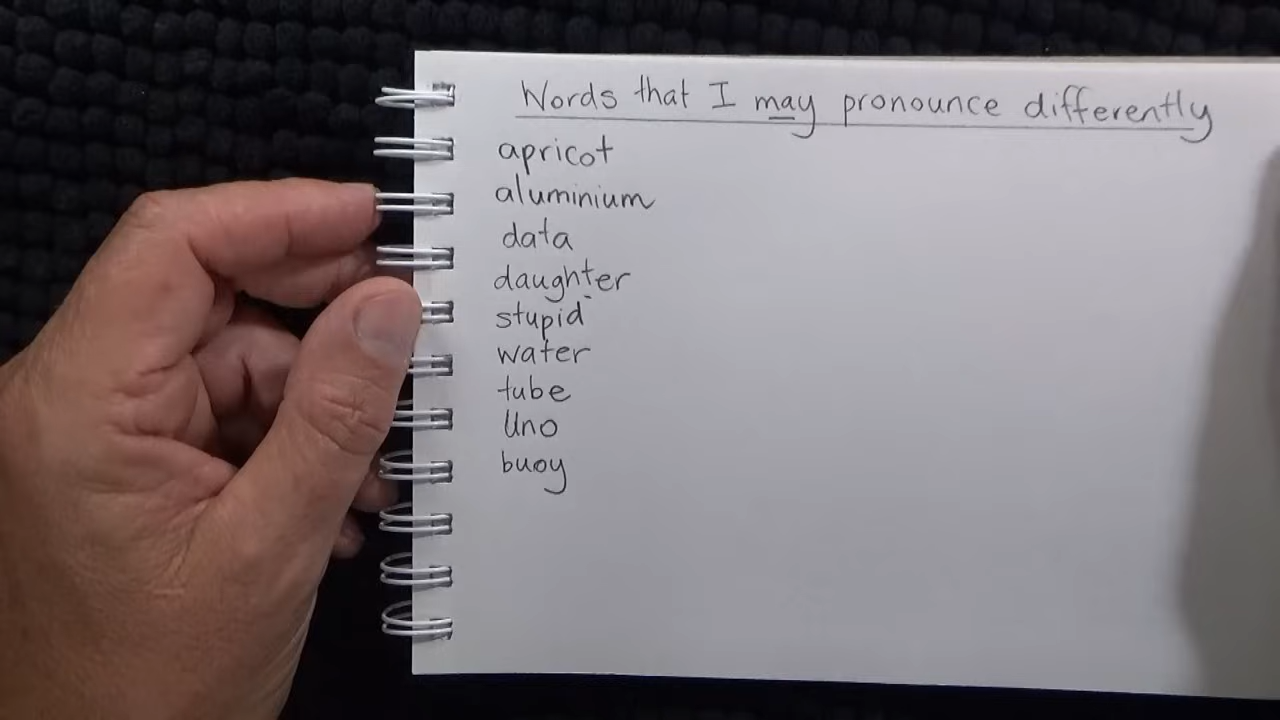 Words that I may pronounce differently
apricot
aluminium
data
daughter
stupid
water
tube
Uno
buoy